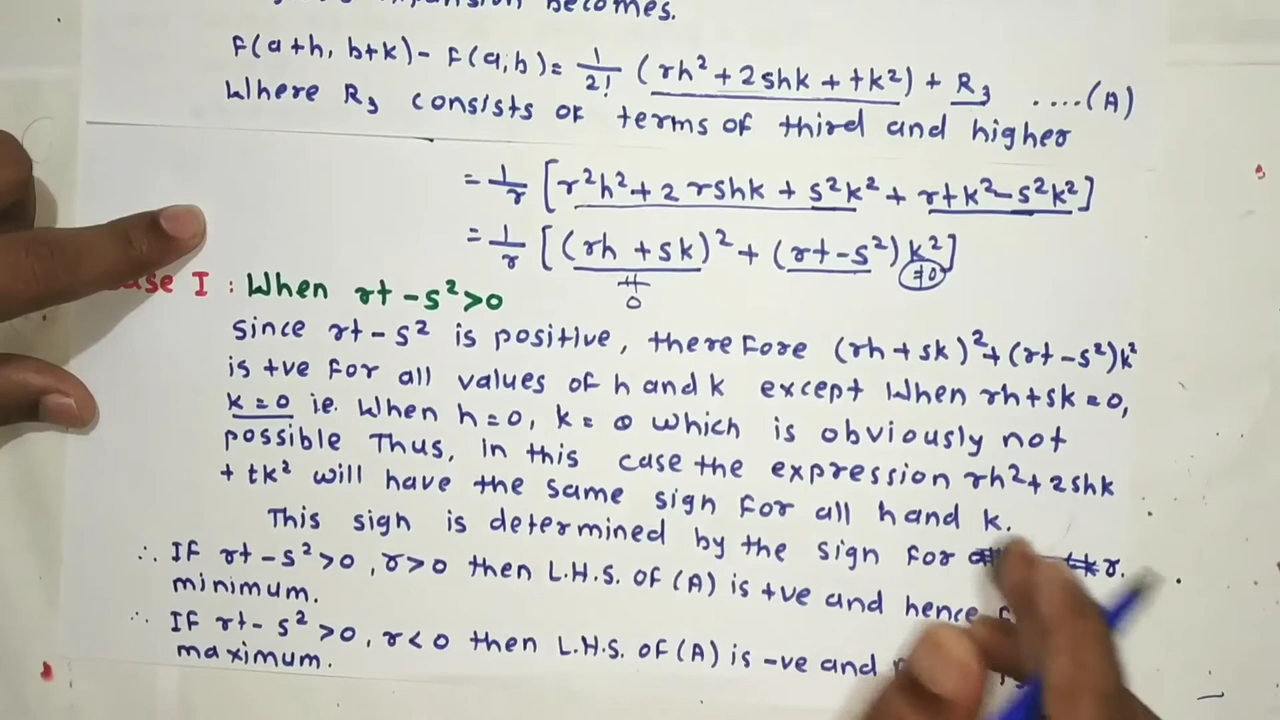 expansion becomes.
F(a+h, b+k) - F(a,b) = 1/2! (rh² + 2shk + tk²) + R₃ ....(A)
Where R₃ consists of terms of third and higher
= 1/r [r²h² + 2rshk + s²k² + rtk² - s²k²]
= 1/r [(rh + sk)² + (rt - s²)k²]
≠0
≠
0
Case I : When rt - s² > 0
Since rt - s² is positive, therefore (rh + sk)² + (rt - s²)k²
is +ve for all values of h and k except when rh + sk = 0,
k = 0 ie. when h = 0, k = 0 which is obviously not
possible Thus, in this case the expression rh² + 2shk
+ tk² will have the same sign for all h and k.
This sign is determined by the sign for r.
∴ If rt - s² > 0, r > 0 then L.H.S. of (A) is +ve and hence f
minimum.
∴ If rt - s² > 0, r < 0 then L.H.S. of (A) is -ve and
maximum.